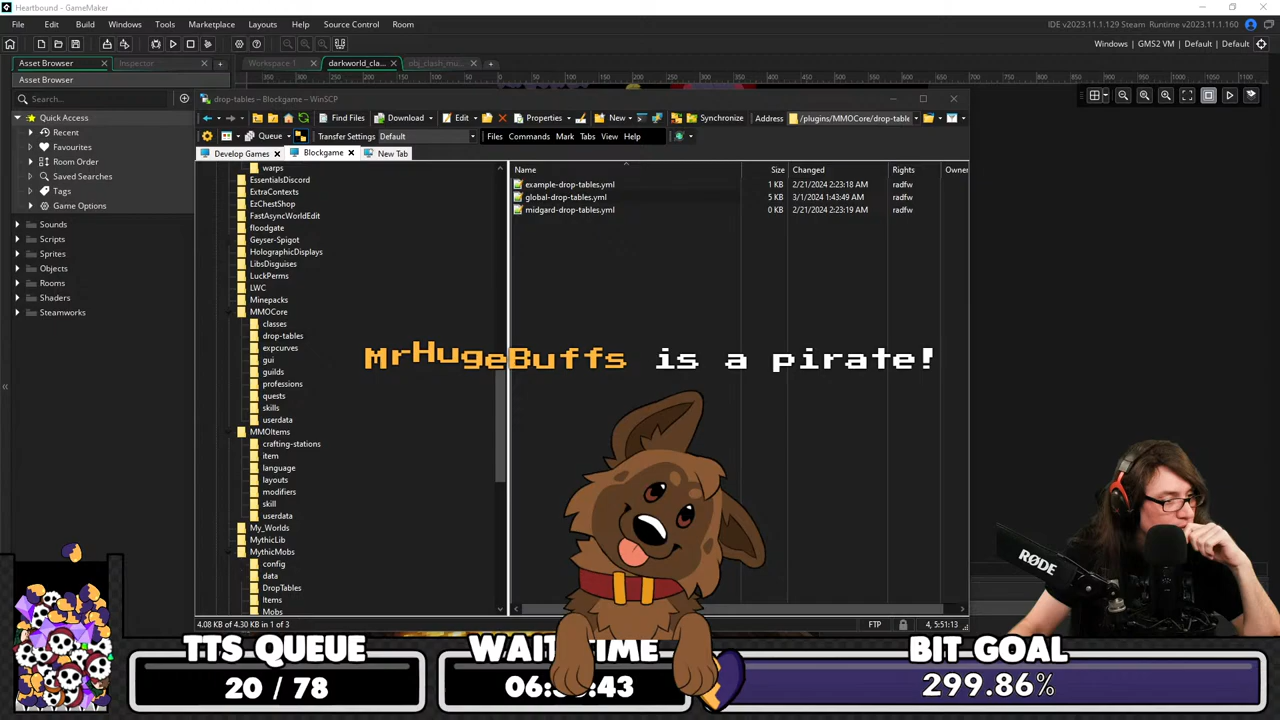 Heartbound - GameMaker
File Edit Build Windows Tools Marketplace Layouts Help Source Control Room
IDE v2023.11.1.129 Steam Runtime v2023.11.1.160
Windows | GMS2 VM | Default | Default
Asset Browser Inspector Workspace 1 darkworld_cla... obj_clash_mu...
Asset Browser
Search...
Quick Access
Recent
Favourites
Room Order
Saved Searches
Tags
Game Options
Sounds
Scripts
Sprites
Objects
Rooms
Shaders
Steamworks
drop-tables – Blockgame – WinSCP
Find Files Download Edit Properties New Synchronize Address /plugins/MMOCore/drop-table
Queue Transfer Settings Default Files Commands Mark Tabs View Help
Develop Games Blockgame New Tab
warps
EssentialsDiscord
ExtraContexts
EzChestShop
FastAsyncWorldEdit
floodgate
Geyser-Spigot
HolographicDisplays
LibsDisguises
LuckPerms
LWC
Minepacks
MMOCore
classes
drop-tables
expcurves
gui
guilds
professions
quests
skills
userdata
MMOItems
crafting-stations
item
language
layouts
modifiers
skill
userdata
My_Worlds
MythicLib
MythicMobs
config
data
DropTables
Items
Mobs
Name Size Changed Rights Owner
example-drop-tables.yml 1 KB 2/21/2024 2:23:18 AM radfw
global-drop-tables.yml 5 KB 3/1/2024 1:43:49 AM radfw
midgard-drop-tables.yml 0 KB 2/21/2024 2:23:19 AM radfw
4.08 KB of 4.30 KB in 1 of 3 FTP 4, 5:51:13
MrHugeBuffs is a pirate!
RØDE
TTS QUEUE
20 / 78
BIT GOAL
299.86%